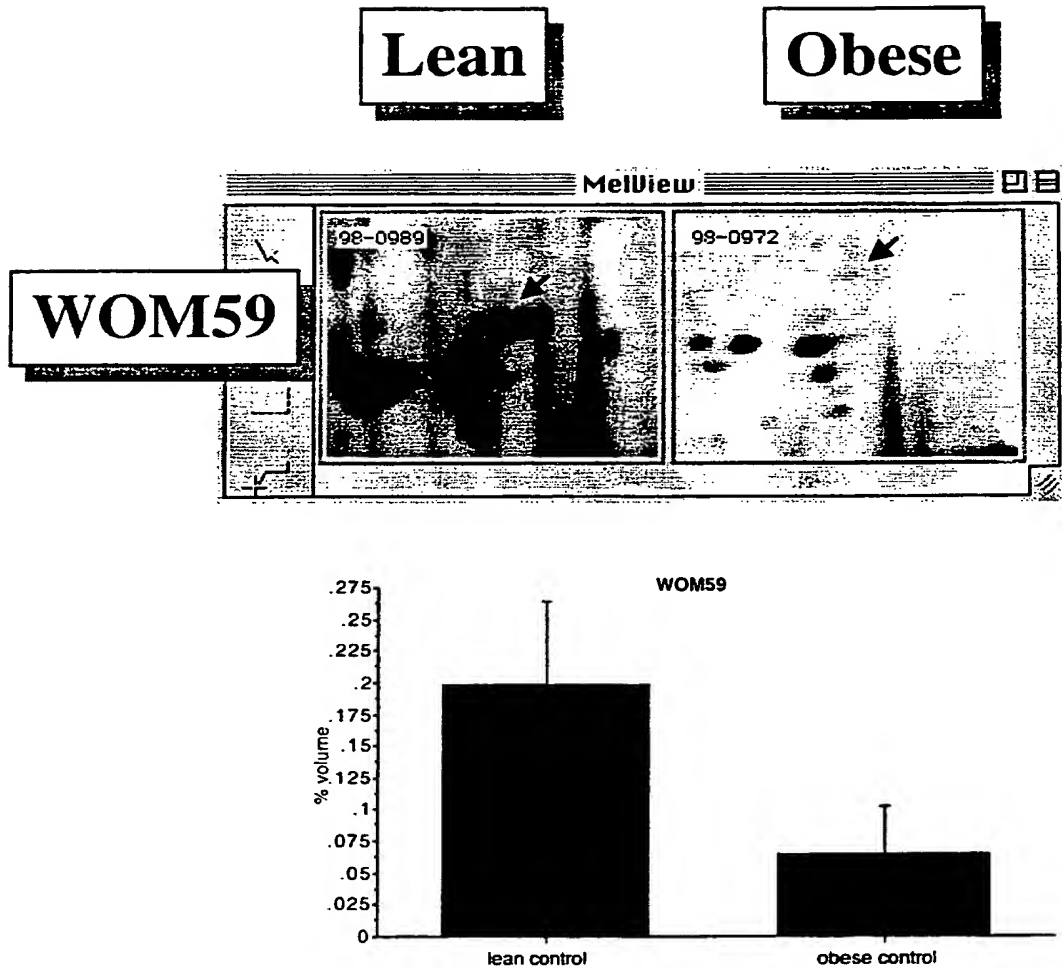 Lean
Obese
MelView
98-0989
98-0972
WOM59
WOM59
.275
.25
.225
.2
.175
.15
.125
.1
.075
.05
.025
0
% volume
lean control
obese control